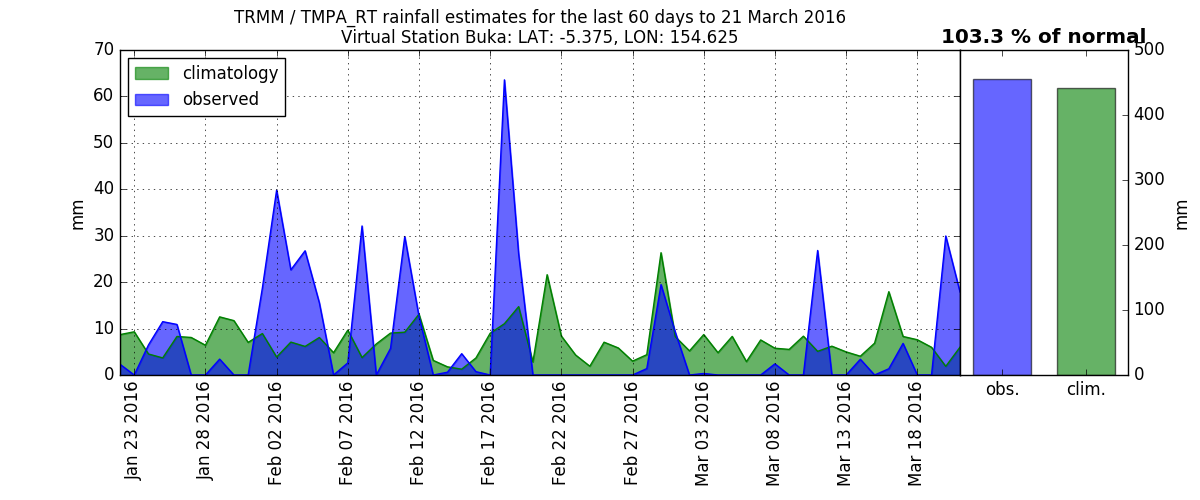 TRMM / TMPA_RT rainfall estimates for the last 60 days to 21 March 2016
Virtual Station Buka: LAT: -5.375, LON: 154.625
103.3 % of normal
climatology
observed
70
60
50
40
30
20
10
0
mm
500
400
300
200
100
0
mm
Jan 23 2016
Jan 28 2016
Feb 02 2016
Feb 07 2016
Feb 12 2016
Feb 17 2016
Feb 22 2016
Feb 27 2016
Mar 03 2016
Mar 08 2016
Mar 13 2016
Mar 18 2016
obs.
clim.